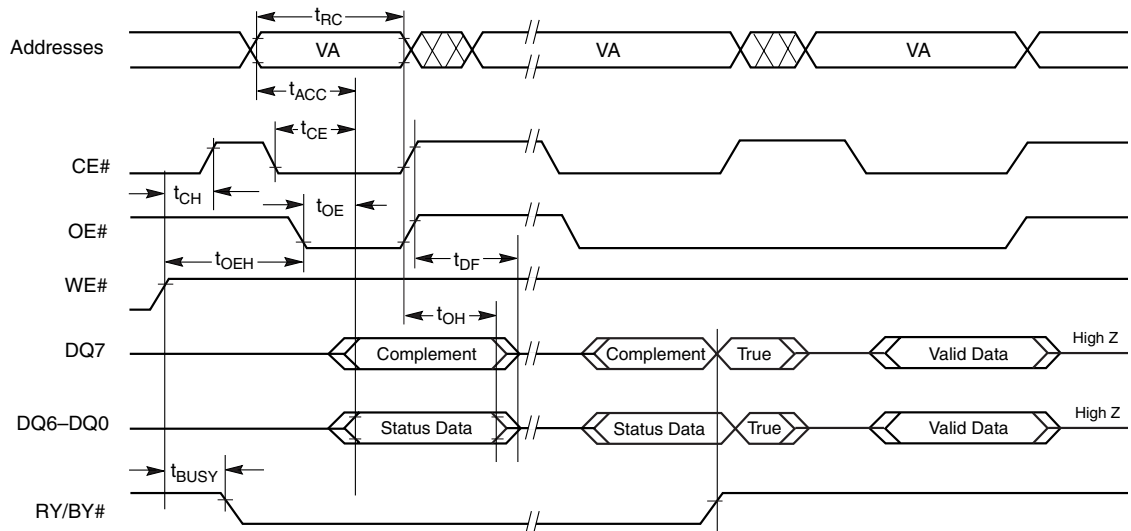 tRC
Addresses VA VA VA
tACC
tCE
CE#
tCH tOE
OE#
tOEH tDF
WE#
tOH
DQ7 Complement Complement True Valid Data High Z
DQ6–DQ0 Status Data Status Data True Valid Data High Z
tBUSY
RY/BY#